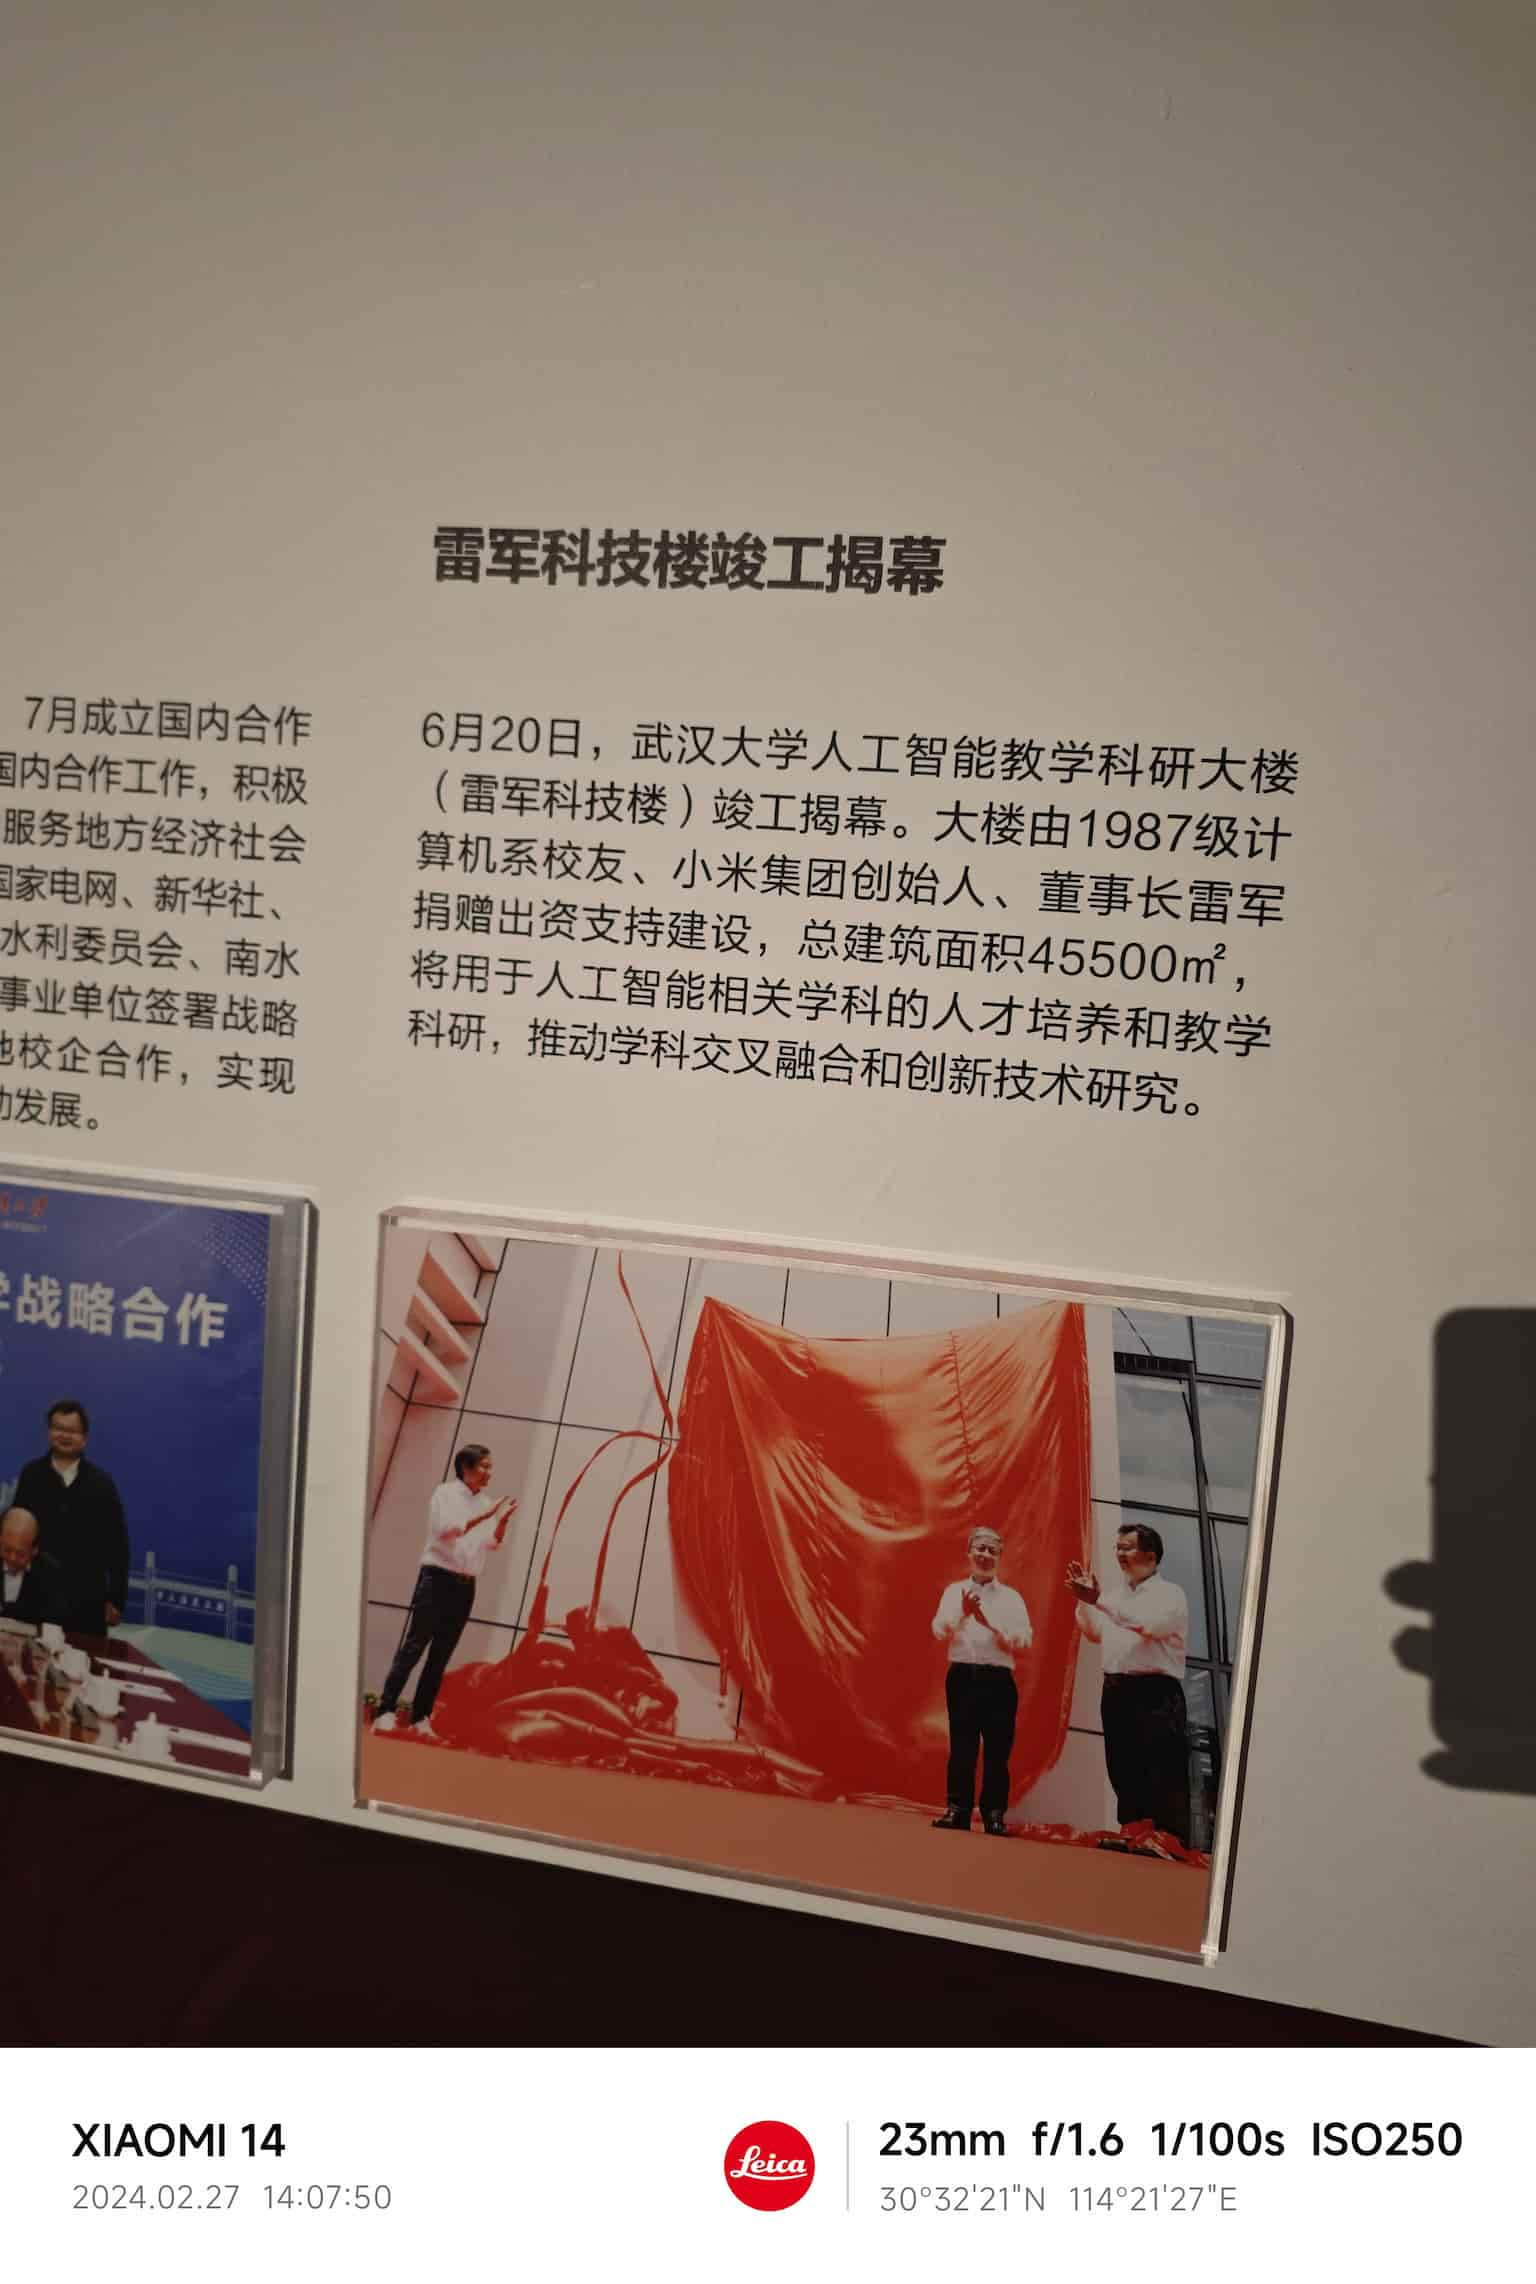 雷军科技楼竣工揭幕
7月成立国内合作
国内合作工作，积极
服务地方经济社会
国家电网、新华社、
水利委员会、南水
事业单位签署战略
地校企合作，实现
动发展。
6月20日，武汉大学人工智能教学科研大楼
（雷军科技楼）竣工揭幕。大楼由1987级计
算机系校友、小米集团创始人、董事长雷军
捐赠出资支持建设，总建筑面积45500㎡，
将用于人工智能相关学科的人才培养和教学
科研，推动学科交叉融合和创新技术研究。
战略合作
XIAOMI 14
2024.02.27 14:07:50
Leica
23mm f/1.6 1/100s ISO250
30°32'21"N 114°21'27"E